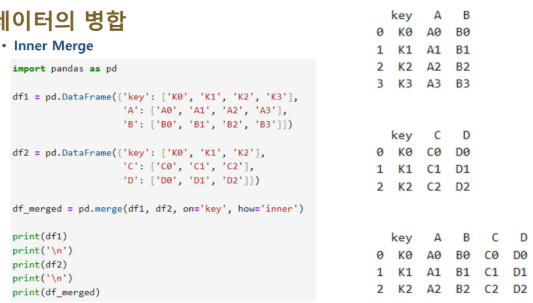 데이터의 병합
• Inner Merge
import pandas as pd
df1 = pd.DataFrame({'key': ['K0', 'K1', 'K2', 'K3'],
'A': ['A0', 'A1', 'A2', 'A3'],
'B': ['B0', 'B1', 'B2', 'B3']})
df2 = pd.DataFrame({'key': ['K0', 'K1', 'K2'],
'C': ['C0', 'C1', 'C2'],
'D': ['D0', 'D1', 'D2']})
df_merged = pd.merge(df1, df2, on='key', how='inner')
print(df1)
print('\n')
print(df2)
print('\n')
print(df_merged)
key A B
0 K0 A0 B0
1 K1 A1 B1
2 K2 A2 B2
3 K3 A3 B3
key C D
0 K0 C0 D0
1 K1 C1 D1
2 K2 C2 D2
key A B C D
0 K0 A0 B0 C0 D0
1 K1 A1 B1 C1 D1
2 K2 A2 B2 C2 D2